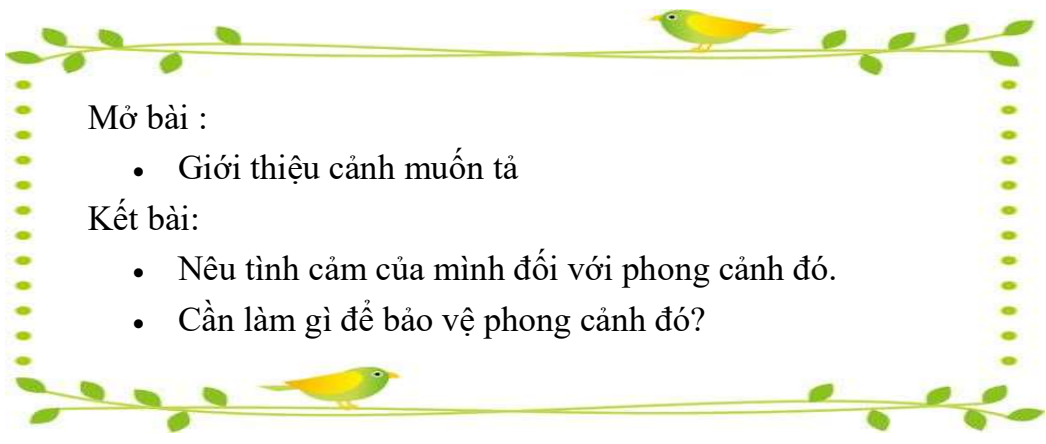 Mở bài :
• Giới thiệu cảnh muốn tả
Kết bài:
• Nêu tình cảm của mình đối với phong cảnh đó.
• Cần làm gì để bảo vệ phong cảnh đó?